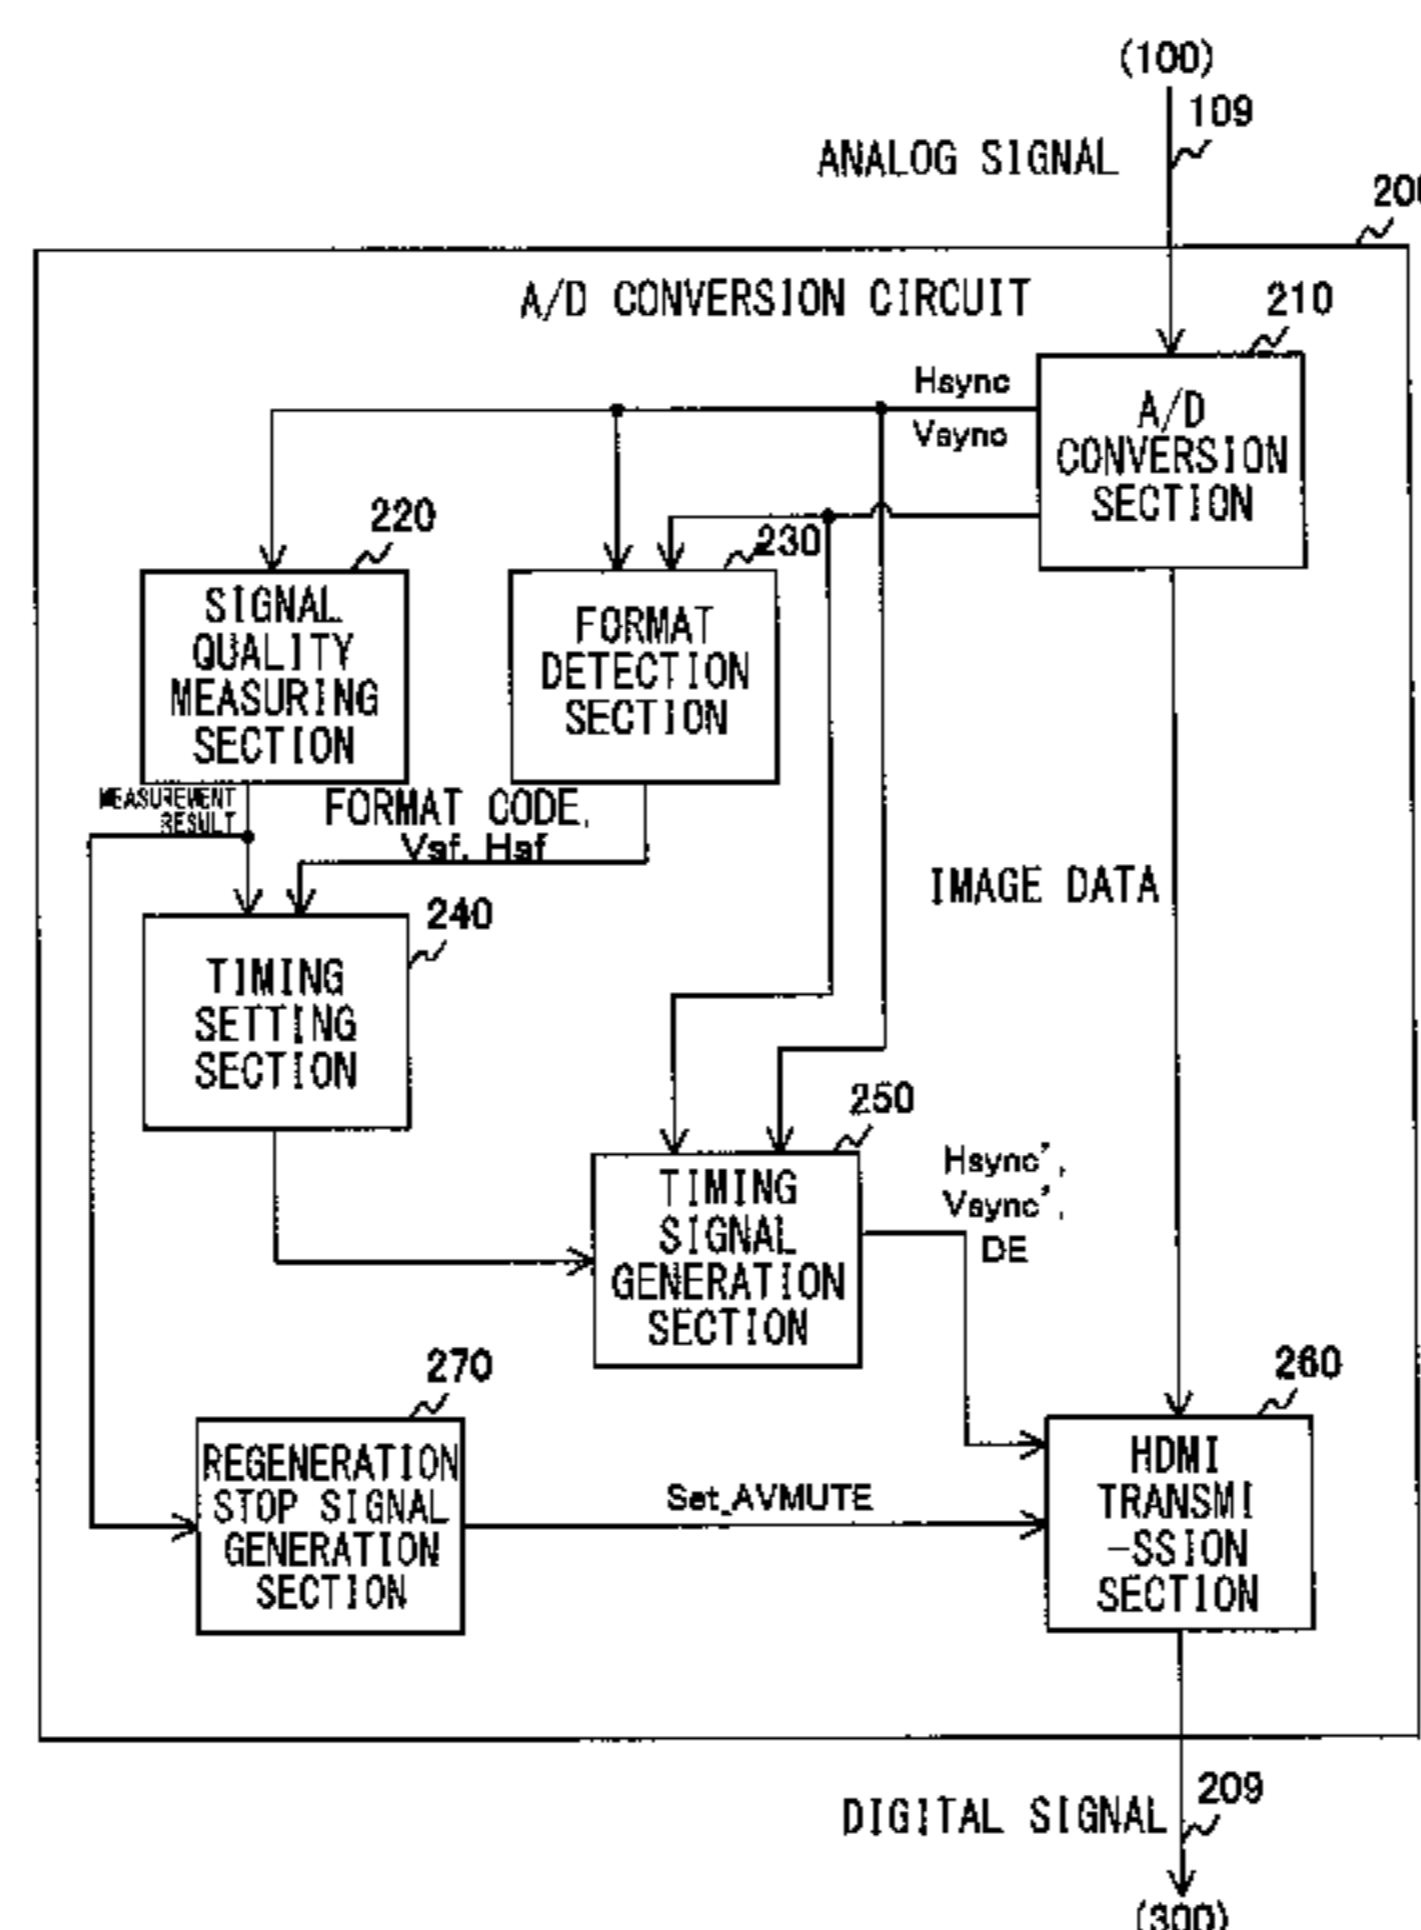 (100)
109
ANALOG SIGNAL
200
A/D CONVERSION CIRCUIT
210
Hsync
Vsync
A/D
CONVERSION
SECTION
220
230
SIGNAL
QUALITY
MEASURING
SECTION
FORMAT
DETECTION
SECTION
MEASUREMENT
RESULT
FORMAT CODE,
Vsf, Hsf
IMAGE DATA
240
TIMING
SETTING
SECTION
250
TIMING
SIGNAL
GENERATION
SECTION
Hsync',
Vsync',
DE
270
260
REGENERATION
STOP SIGNAL
GENERATION
SECTION
Set_AVMUTE
HDMI
TRANSMI
-SSION
SECTION
209
DIGITAL SIGNAL
(300)